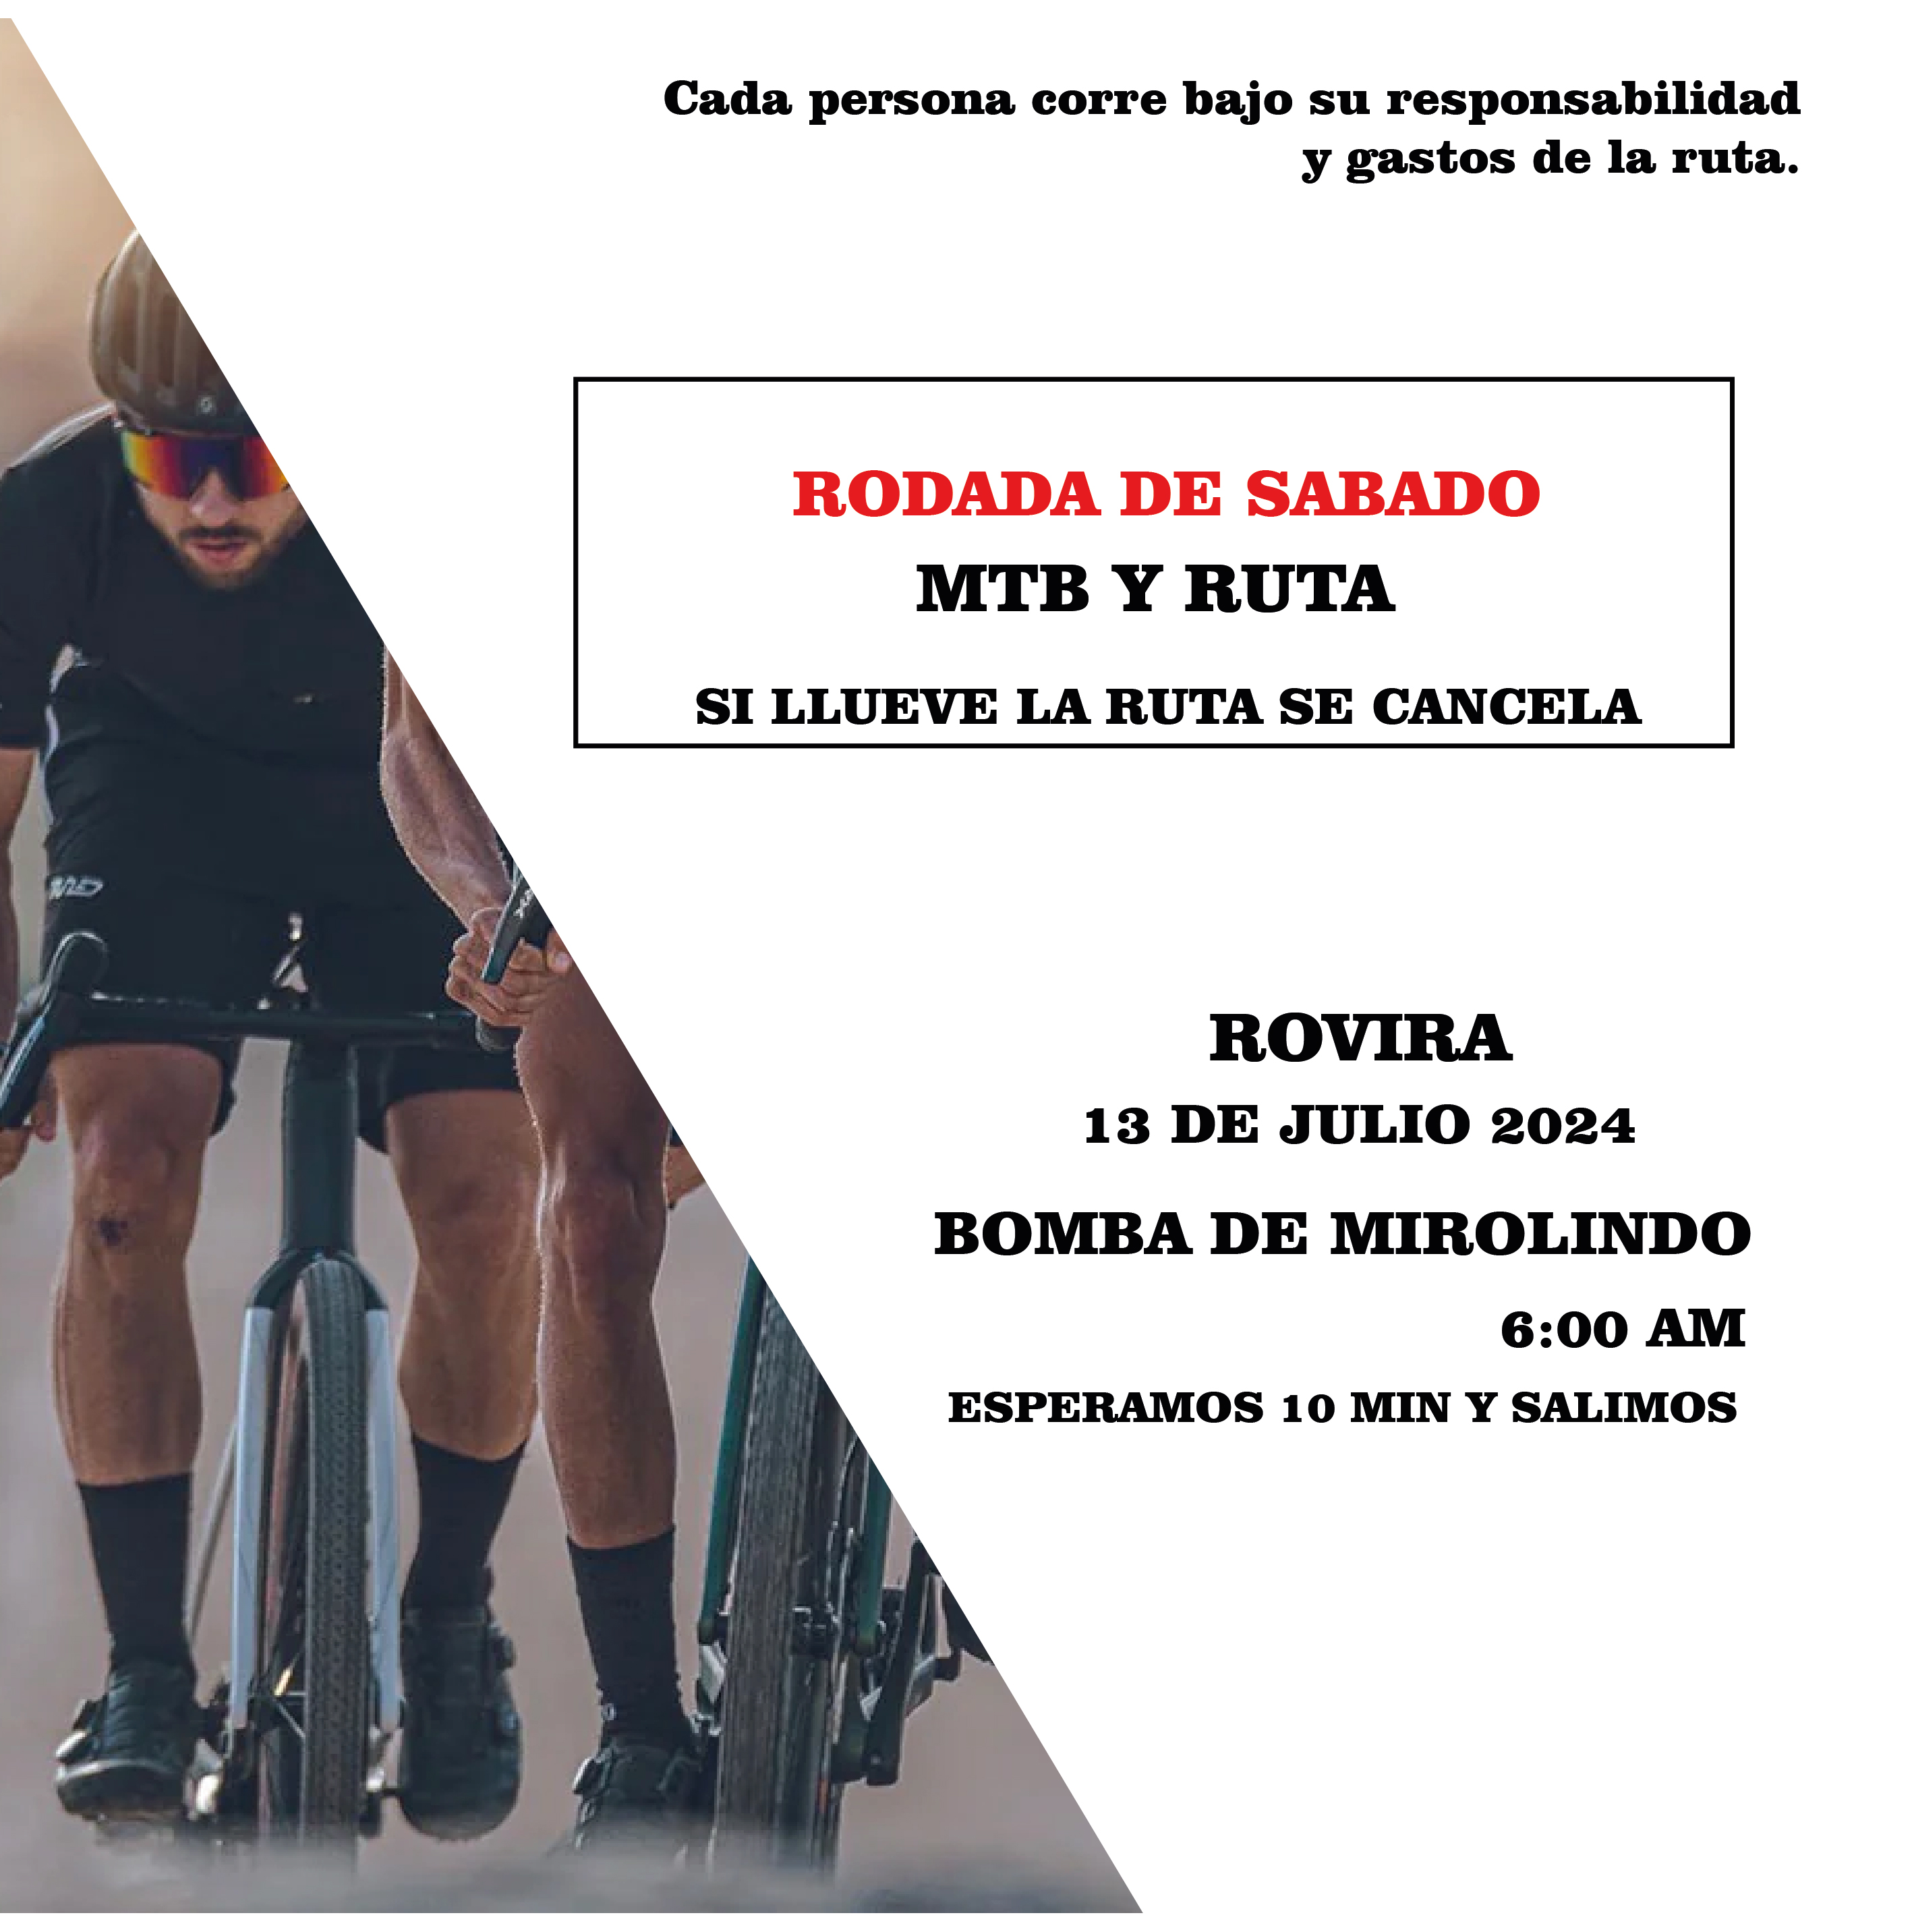 Cada persona corre bajo su responsabilidad
y gastos de la ruta.
RODADA DE SABADO
MTB Y RUTA
SI LLUEVE LA RUTA SE CANCELA
ROVIRA
13 DE JULIO 2024
BOMBA DE MIROLINDO
6:00 AM
ESPERAMOS 10 MIN Y SALIMOS